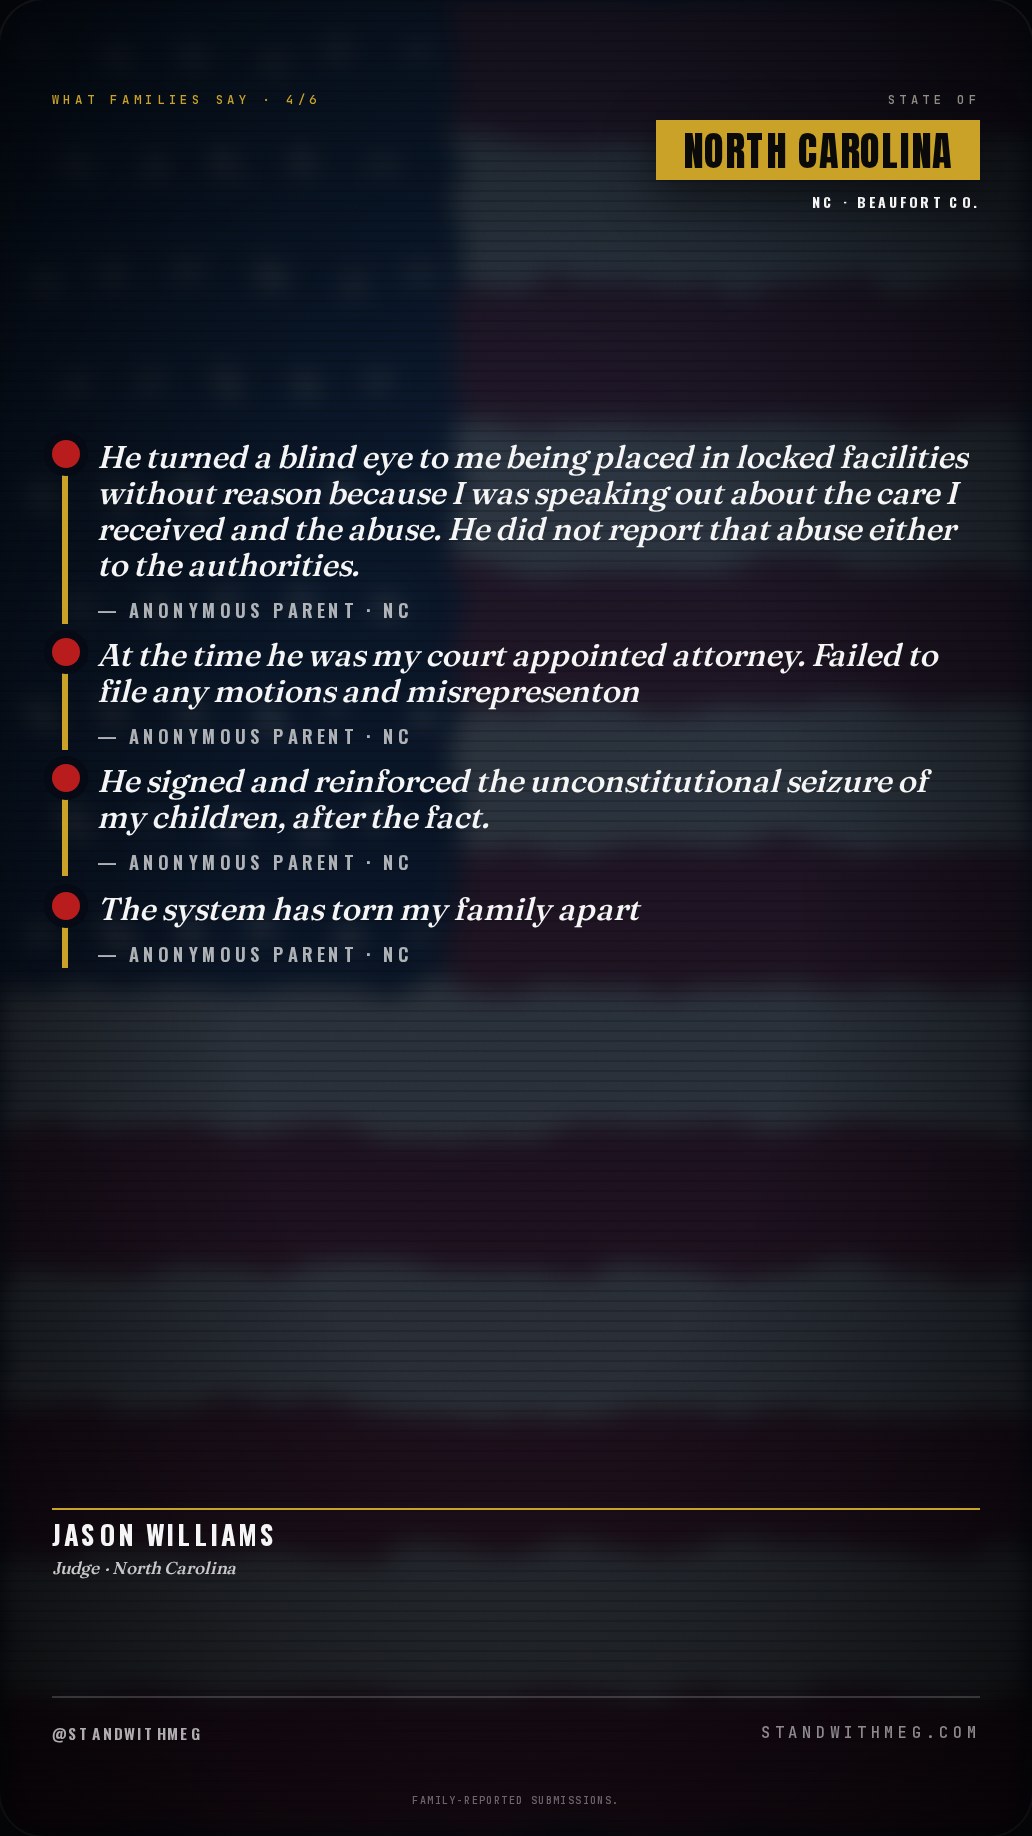 WHAT FAMILIES SAY · 4/6
STATE OF
NORTH CAROLINA
NC · BEAUFORT CO.
He turned a blind eye to me being placed in locked facilities
without reason because I was speaking out about the care I
received and the abuse. He did not report that abuse either
to the authorities.
— ANONYMOUS PARENT · NC
At the time he was my court appointed attorney. Failed to
file any motions and misrepresenton
— ANONYMOUS PARENT · NC
He signed and reinforced the unconstitutional seizure of
my children, after the fact.
— ANONYMOUS PARENT · NC
The system has torn my family apart
— ANONYMOUS PARENT · NC
JASON WILLIAMS
Judge · North Carolina
@STANDWITHMEG
STANDWITHMEG.COM
FAMILY-REPORTED SUBMISSIONS.